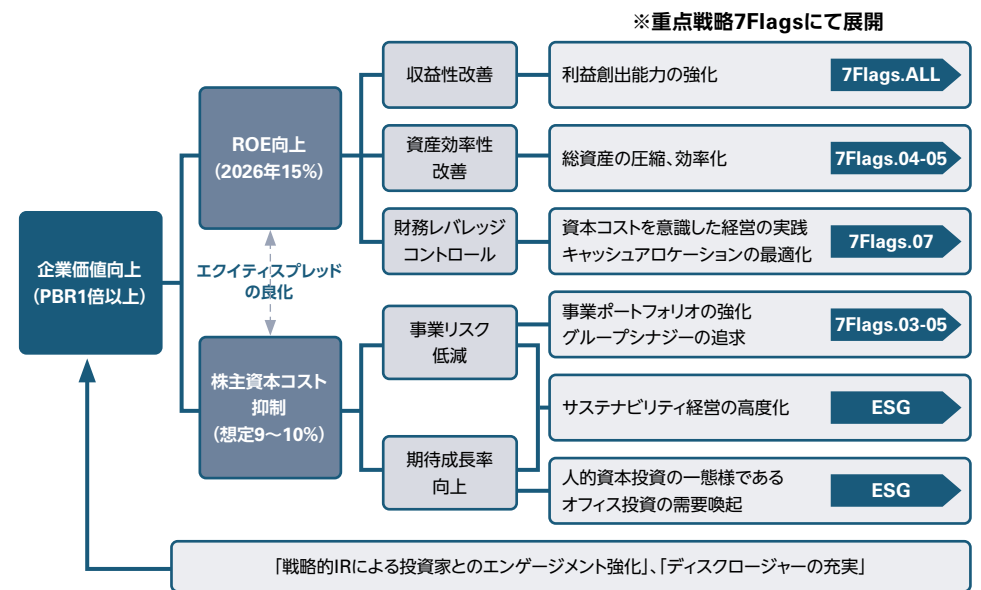 ※重点戦略7Flagsにて展開
企業価値向上
（PBR1倍以上）
ROE向上
（2026年15%）
エクイティスプレッド
の良化
株主資本コスト
抑制
（想定9～10%）
収益性改善
利益創出能力の強化
7Flags.ALL
資産効率性
改善
総資産の圧縮、効率化
7Flags.04-05
財務レバレッジ
コントロール
資本コストを意識した経営の実践
キャッシュアロケーションの最適化
7Flags.07
事業リスク
低減
事業ポートフォリオの強化
グループシナジーの追求
7Flags.03-05
サステナビリティ経営の高度化
ESG
期待成長率
向上
人的資本投資の一態様である
オフィス投資の需要喚起
ESG
「戦略的IRによる投資家とのエンゲージメント強化」、「ディスクロージャーの充実」